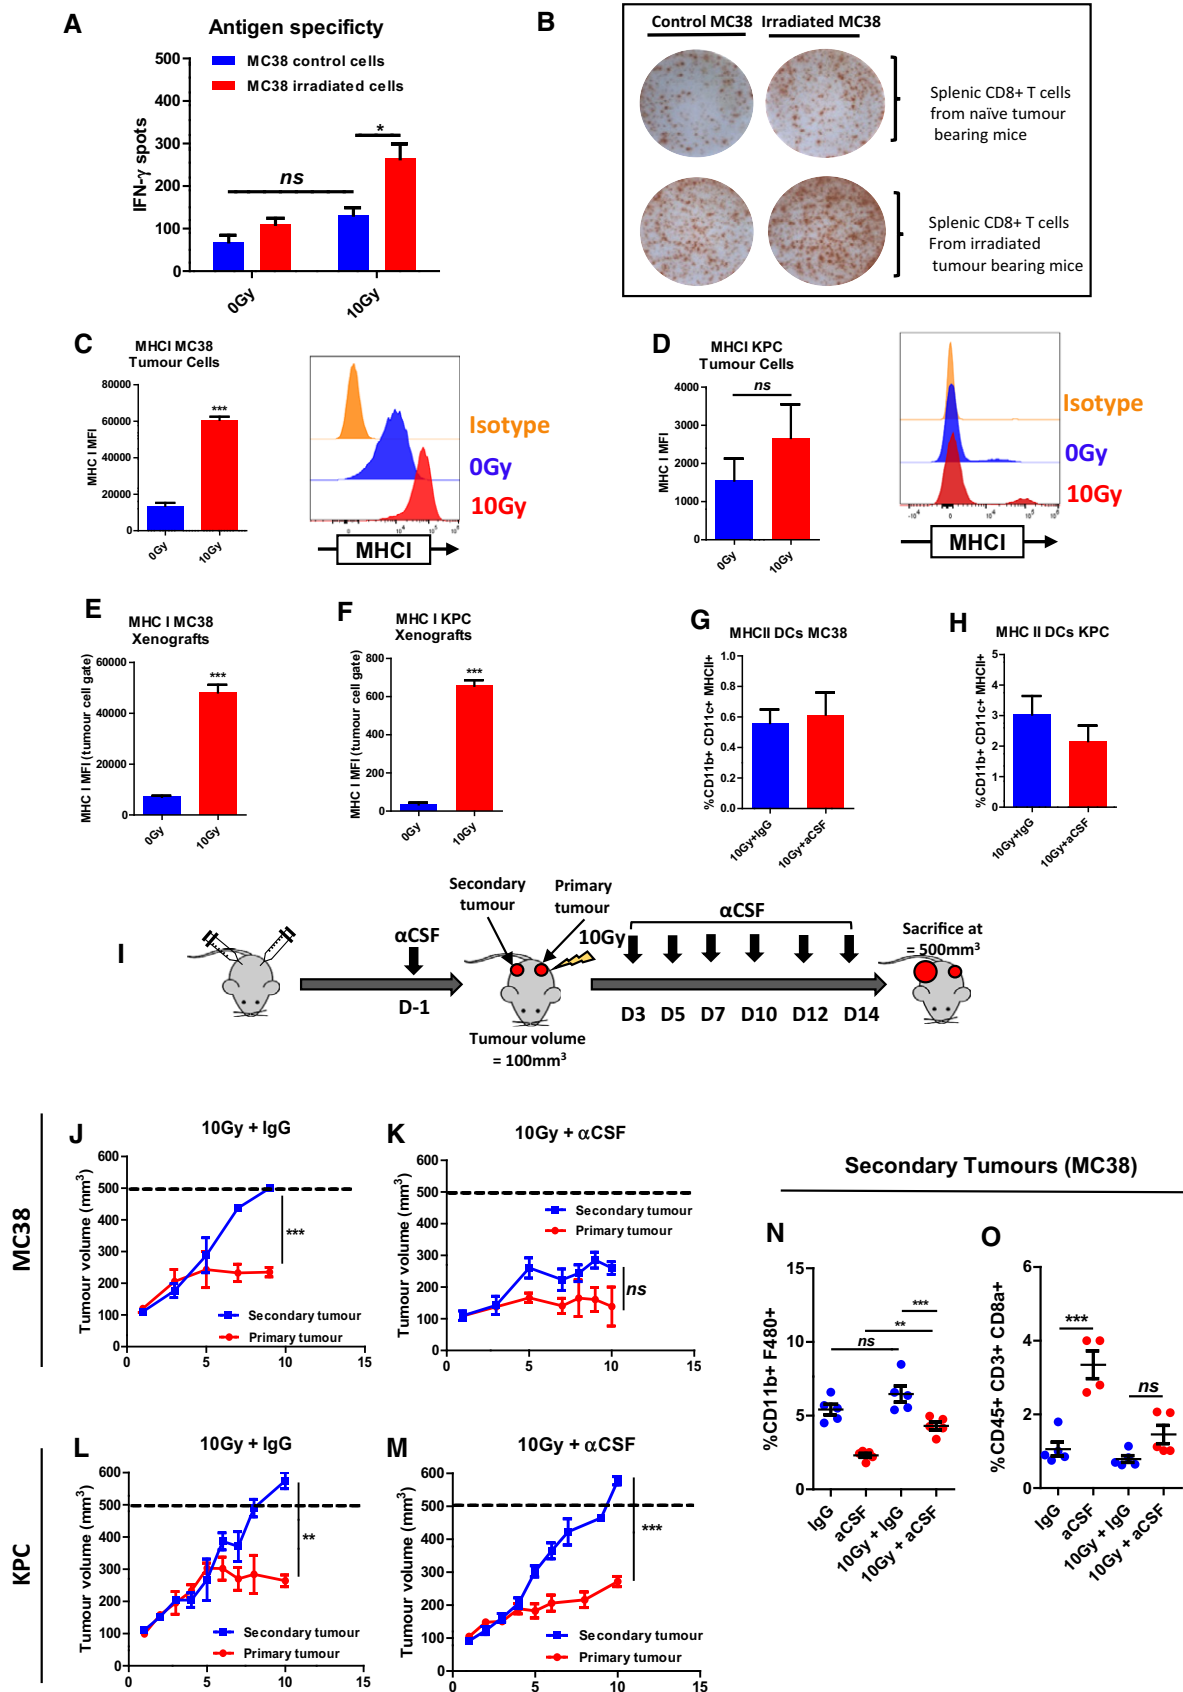 A
Antigen specificty
MC38 control cells
MC38 irradiated cells
IFN-γ spots
500
400
300
200
100
0
ns
*
0Gy
10Gy
B
Control MC38
Irradiated MC38
Splenic CD8+ T cells
from naïve tumour
bearing mice
Splenic CD8+ T cells
From irradiated
tumour bearing mice
C
MHCI MC38
Tumour Cells
MHC I MFI
80000
60000
40000
20000
0
***
0Gy
10Gy
Isotype
0Gy
10Gy
MHCI
D
MHCI KPC
Tumour Cells
MHC I MFI
4000
3000
2000
1000
0
ns
0Gy
10Gy
Isotype
0Gy
10Gy
MHCI
E
MHC I MC38
Xenografts
MHC I MFI (tumour cell gate)
60000
40000
20000
0
***
0Gy
10Gy
F
MHC I KPC
Xenografts
MHC I MFI (tumour cell gate)
800
600
400
200
0
***
0Gy
10Gy
G
MHCII DCs MC38
%CD11b+ CD11c+ MHCII+
1.0
0.8
0.6
0.4
0.2
0.0
10Gy+IgG
10Gy+aCSF
H
MHC II DCs KPC
%CD11b+ CD11c+ MHCII+
5
4
3
2
1
0
10Gy+IgG
10Gy+aCSF
I
αCSF
D-1
Secondary
tumour
Primary
tumour
10Gy
Tumour volume
= 100mm³
αCSF
D3 D5 D7 D10 D12 D14
Sacrifice at
= 500mm³
MC38
J
10Gy + IgG
Tumour volume (mm³)
600
500
400
300
200
100
0
***
Secondary tumour
Primary tumour
0 5 10 15
K
10Gy + αCSF
Tumour volume (mm³)
600
500
400
300
200
100
0
Secondary tumour
Primary tumour
ns
0 5 10 15
KPC
L
10Gy + IgG
Tumour volume (mm³)
600
500
400
300
200
100
0
**
Secondary tumour
Primary tumour
0 5 10 15
M
10Gy + αCSF
Tumour volume (mm³)
600
500
400
300
200
100
0
***
Secondary tumour
Primary tumour
0 5 10 15
Secondary Tumours (MC38)
N
%CD11b+ F480+
15
10
5
0
ns
***
**
IgG
aCSF
10Gy + IgG
10Gy + aCSF
O
%CD45+ CD3+ CD8a+
6
4
2
0
***
ns
IgG
aCSF
10Gy + IgG
10Gy + aCSF